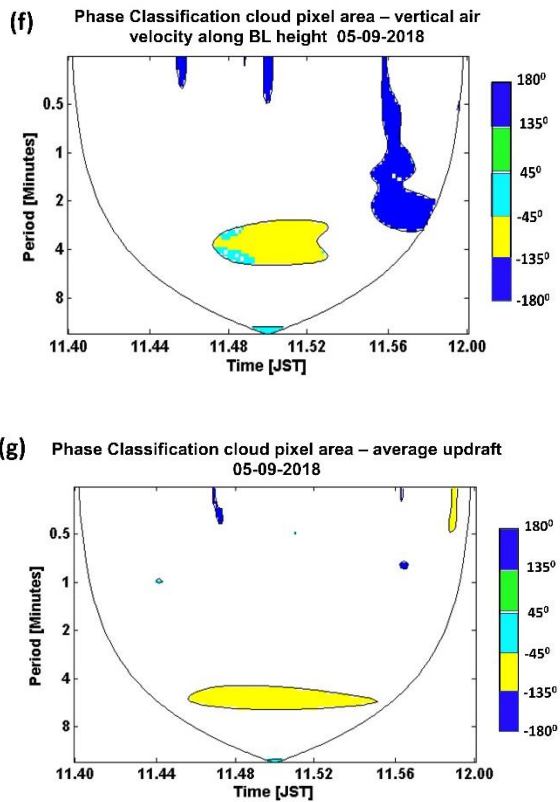 (f)
Phase Classification cloud pixel area – vertical air
velocity along BL height 05-09-2018
Period [Minutes]
0.5
1
2
4
8
11.40 11.44 11.48 11.52 11.56 12.00
Time [JST]
180⁰
135⁰
45⁰
-45⁰
-135⁰
-180⁰
(g)
Phase Classification cloud pixel area – average updraft
05-09-2018
Period [Minutes]
0.5
1
2
4
8
11.40 11.44 11.48 11.52 11.56 12.00
Time [JST]
180⁰
135⁰
45⁰
-45⁰
-135⁰
-180⁰